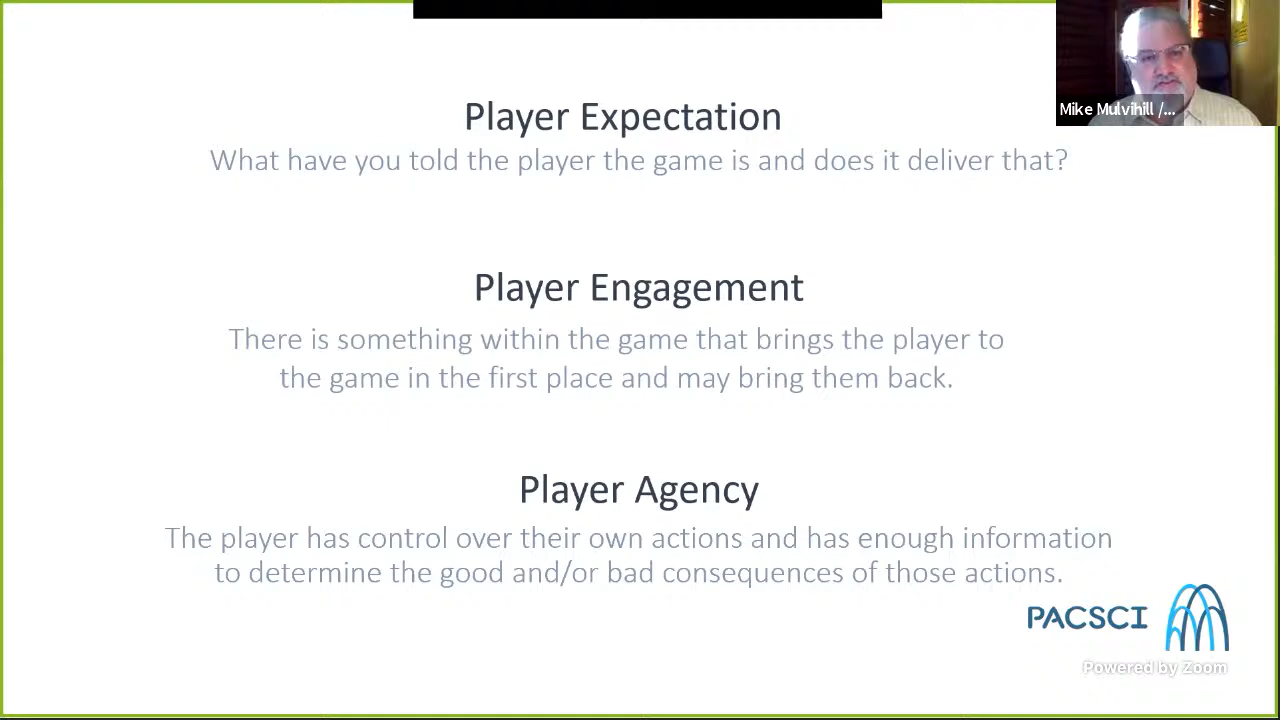 Mike Mulvihill /...
Player Expectation
What have you told the player the game is and does it deliver that?
Player Engagement
There is something within the game that brings the player to
the game in the first place and may bring them back.
Player Agency
The player has control over their own actions and has enough information
to determine the good and/or bad consequences of those actions.
PACSCI
Powered by Zoom